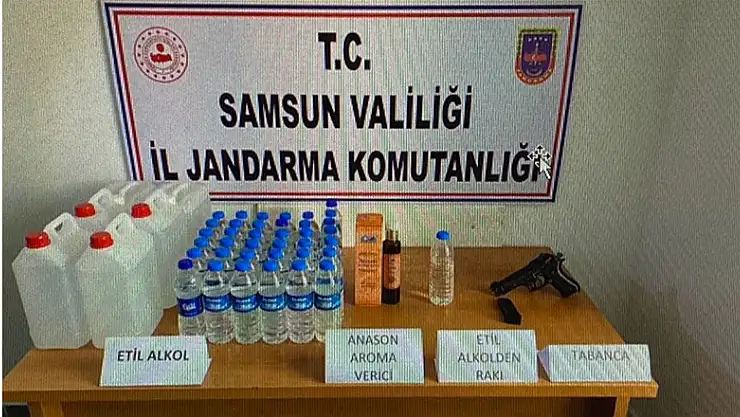 T.C.
SAMSUN VALİLİĞİ
İL JANDARMA KOMUTANLIĞI
ETİL ALKOL
ANASON
AROMA
VERİCİ
ETİL
ALKOLDEN
RAKI
TABANCA